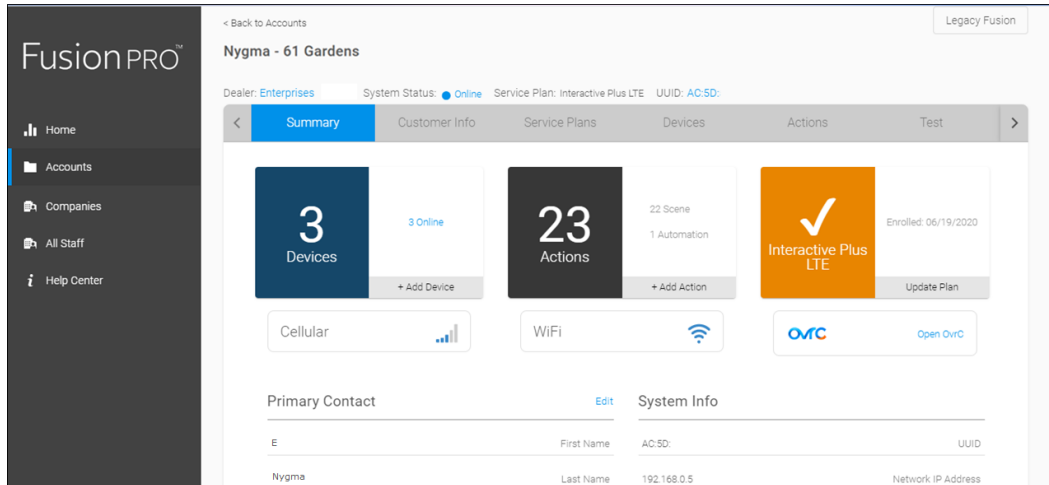 < Back to Accounts
Legacy Fusion
FusionPRO™
Nygma - 61 Gardens
Dealer: Enterprises System Status: Online Service Plan: Interactive Plus LTE UUID: AC:5D:
Summary Customer Info Service Plans Devices Actions Test
Home
Accounts
Companies
All Staff
Help Center
3
Devices
3 Online
+ Add Device
23
Actions
22 Scene
1 Automation
+ Add Action
Interactive Plus
LTE
Enrolled: 06/19/2020
Update Plan
Cellular
WiFi
OvrC
Open OvrC
Primary Contact Edit
E First Name
Nygma Last Name
System Info
AC:5D: UUID
192.168.0.5 Network IP Address